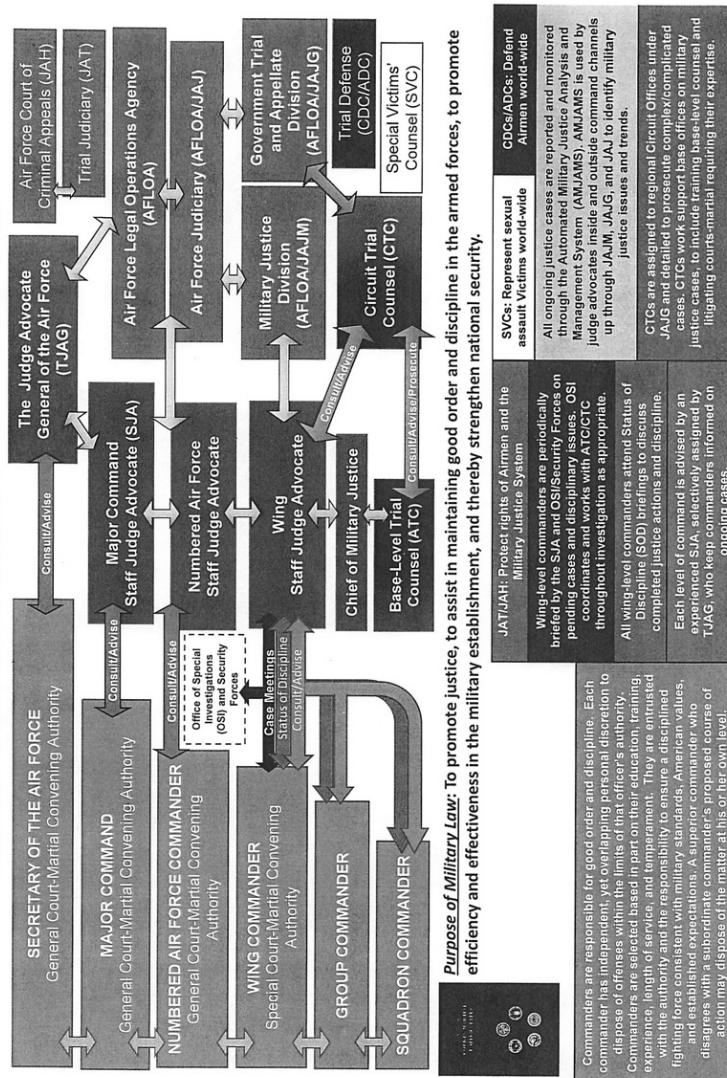 SECRETARY OF THE AIR FORCE
General Court-Martial Convening Authority
MAJOR COMMAND
General Court-Martial Convening Authority
NUMBERED AIR FORCE COMMANDER
General Court-Martial Convening
Authority
WING COMMANDER
Special Court-Martial Convening
Authority
GROUP COMMANDER
SQUADRON COMMANDER
Consult/Advise
Consult/Advise
Consult/Advise
Office of Special
Investigations
(OSI) and Security
Forces
Case Meetings
Status of Discipline
Consult/Advise
The Judge Advocate
General of the Air Force
(TJAG)
Major Command
Staff Judge Advocate (SJA)
Numbered Air Force
Staff Judge Advocate
Wing
Staff Judge Advocate
Chief of Military Justice
Base-Level Trial
Counsel (ATC)
Consult/Advise
Consult/Advise/Prosecute
Air Force Court of
Criminal Appeals (JAH)
Trial Judiciary (JAT)
Air Force Legal Operations Agency
(AFLOA)
Air Force Judiciary (AFLOA/JAJ)
Military Justice
Division
(AFLOA/JAJM)
Government Trial
and Appellate
Division
(AFLOA/JAJG)
Circuit Trial
Counsel (CTC)
Trial Defense
(CDC/ADC)
Special Victims'
Counsel (SVC)
Purpose of Military Law: To promote justice, to assist in maintaining good order and discipline in the armed forces, to promote
efficiency and effectiveness in the military establishment, and thereby strengthen national security.
Commanders are responsible for good order and discipline. Each
commander has independent, yet overlapping personal discretion to
dispose of offenses within the limits of that officer's authority.
Commanders are selected based in part on their education, training,
experience, length of service, and temperament. They are entrusted
with the authority and the responsibility to ensure a disciplined
fighting force consistent with military standards, American values,
and established expectations. A superior commander who
disagrees with a subordinate commander's proposed course of
action may dispose the matter at his or her own level.
JAT/JAH: Protect rights of Airmen and the
Military Justice System
Wing-level commanders are periodically
briefed by the SJA and OSI/Security Forces on
pending cases and disciplinary issues. OSI
coordinates and works with ATC/CTC
throughout investigation as appropriate.
All wing-level commanders attend Status of
Discipline (SOD) briefings to discuss
completed justice actions and discipline.
Each level of command is advised by an
experienced SJA, selectively assigned by
TJAG, who keep commanders informed on
ongoing cases.
SVCs: Represent sexual
assault Victims world-wide
CDCs/ADCs: Defend
Airmen world-wide
All ongoing justice cases are reported and monitored
through the Automated Military Justice Analysis and
Management System (AMJAMS). AMJAMS is used by
judge advocates inside and outside command channels
up through JAJM, JAJG, and JAJ to identify military
justice issues and trends.
CTCs are assigned to regional Circuit Offices under
JAJG and detailed to prosecute complex/complicated
cases. CTCs work support base offices on military
justice cases, to include training base-level counsel and
litigating courts-martial requiring their expertise.